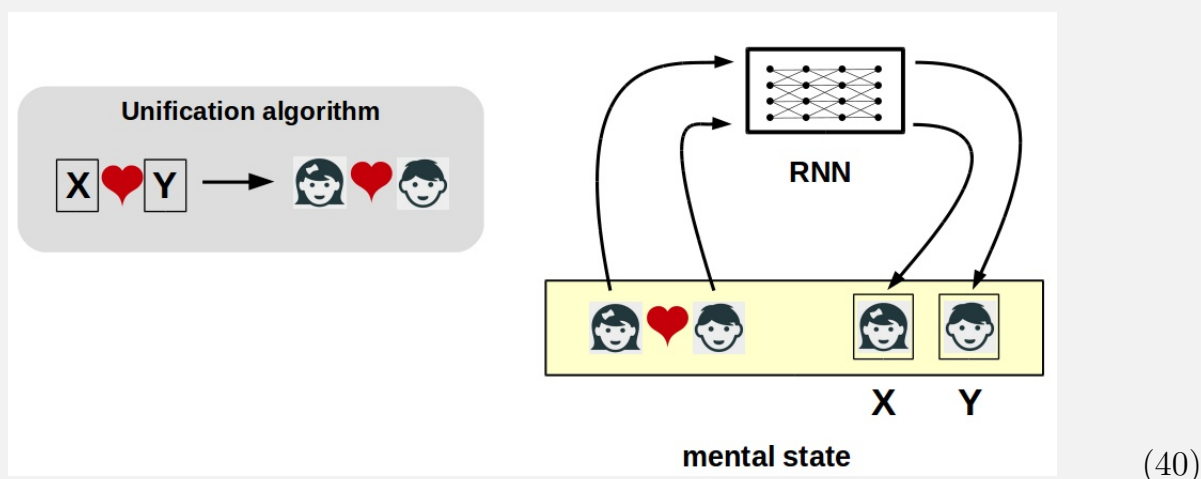 Unification algorithm
X Y
RNN
X Y
mental state
(40)